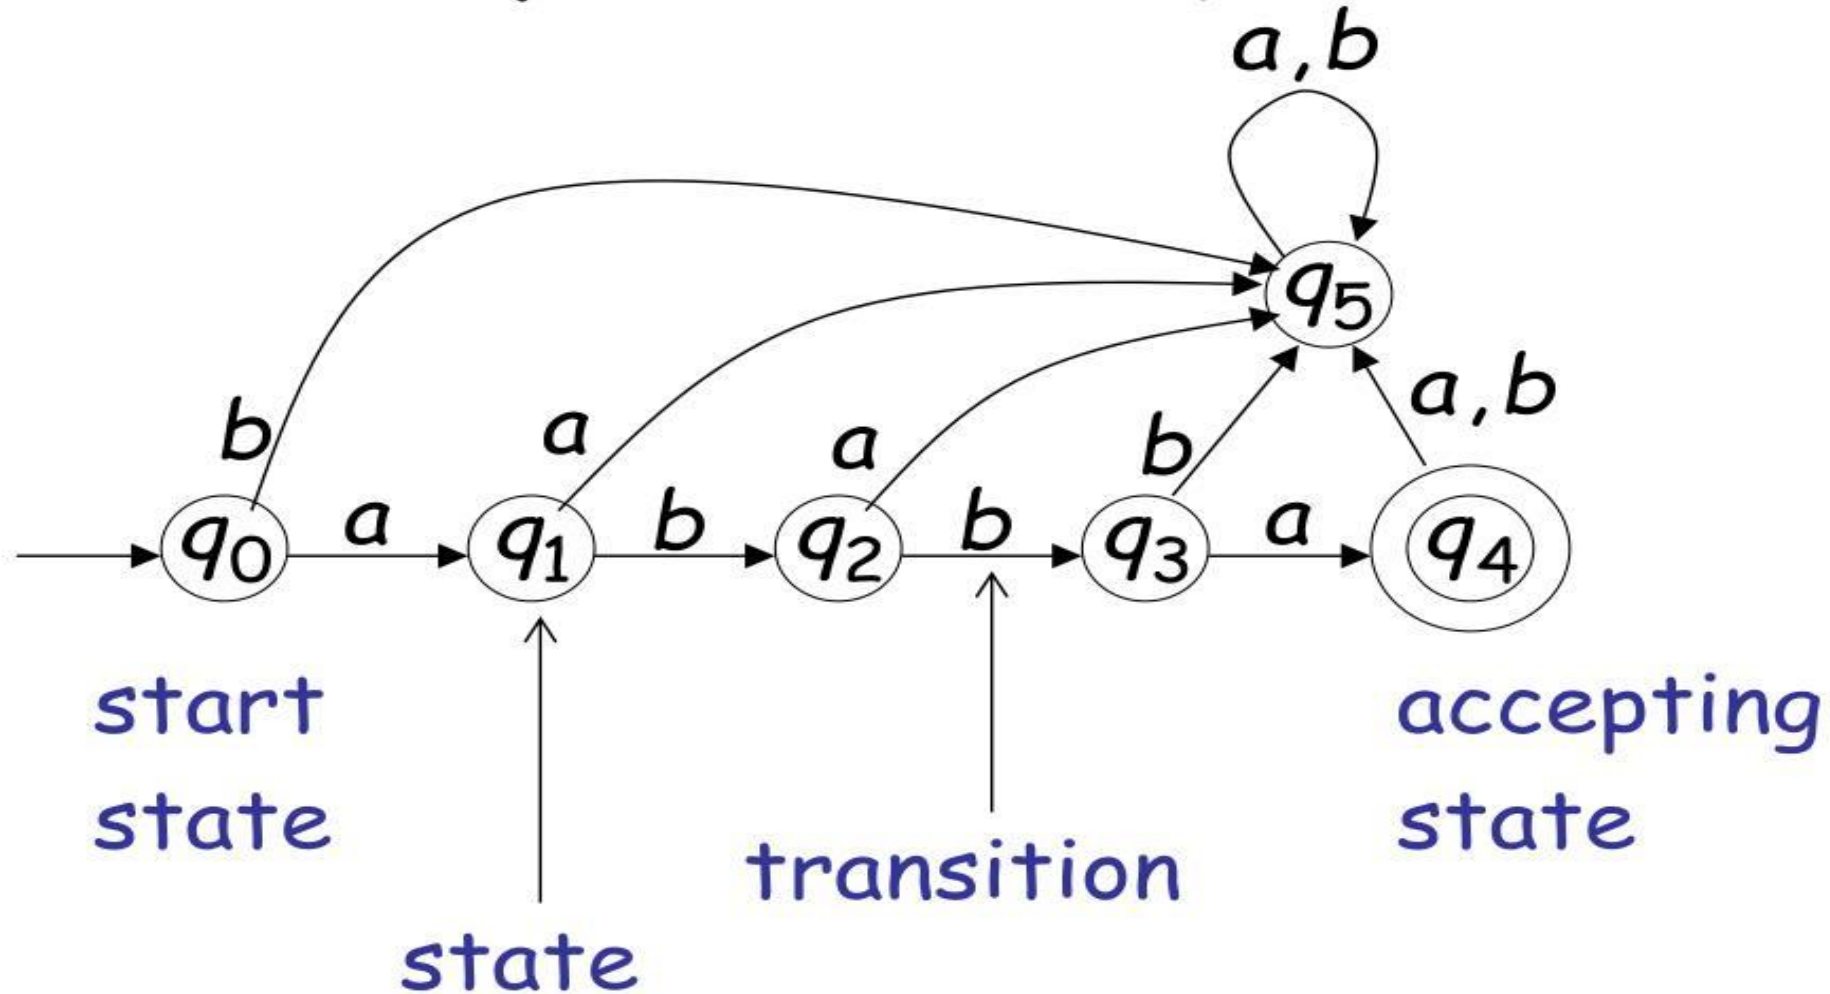 a,b
q5
b
a
a
b
a,b
q0
a
q1
b
q2
b
q3
a
q4
start
state
state
transition
accepting
state